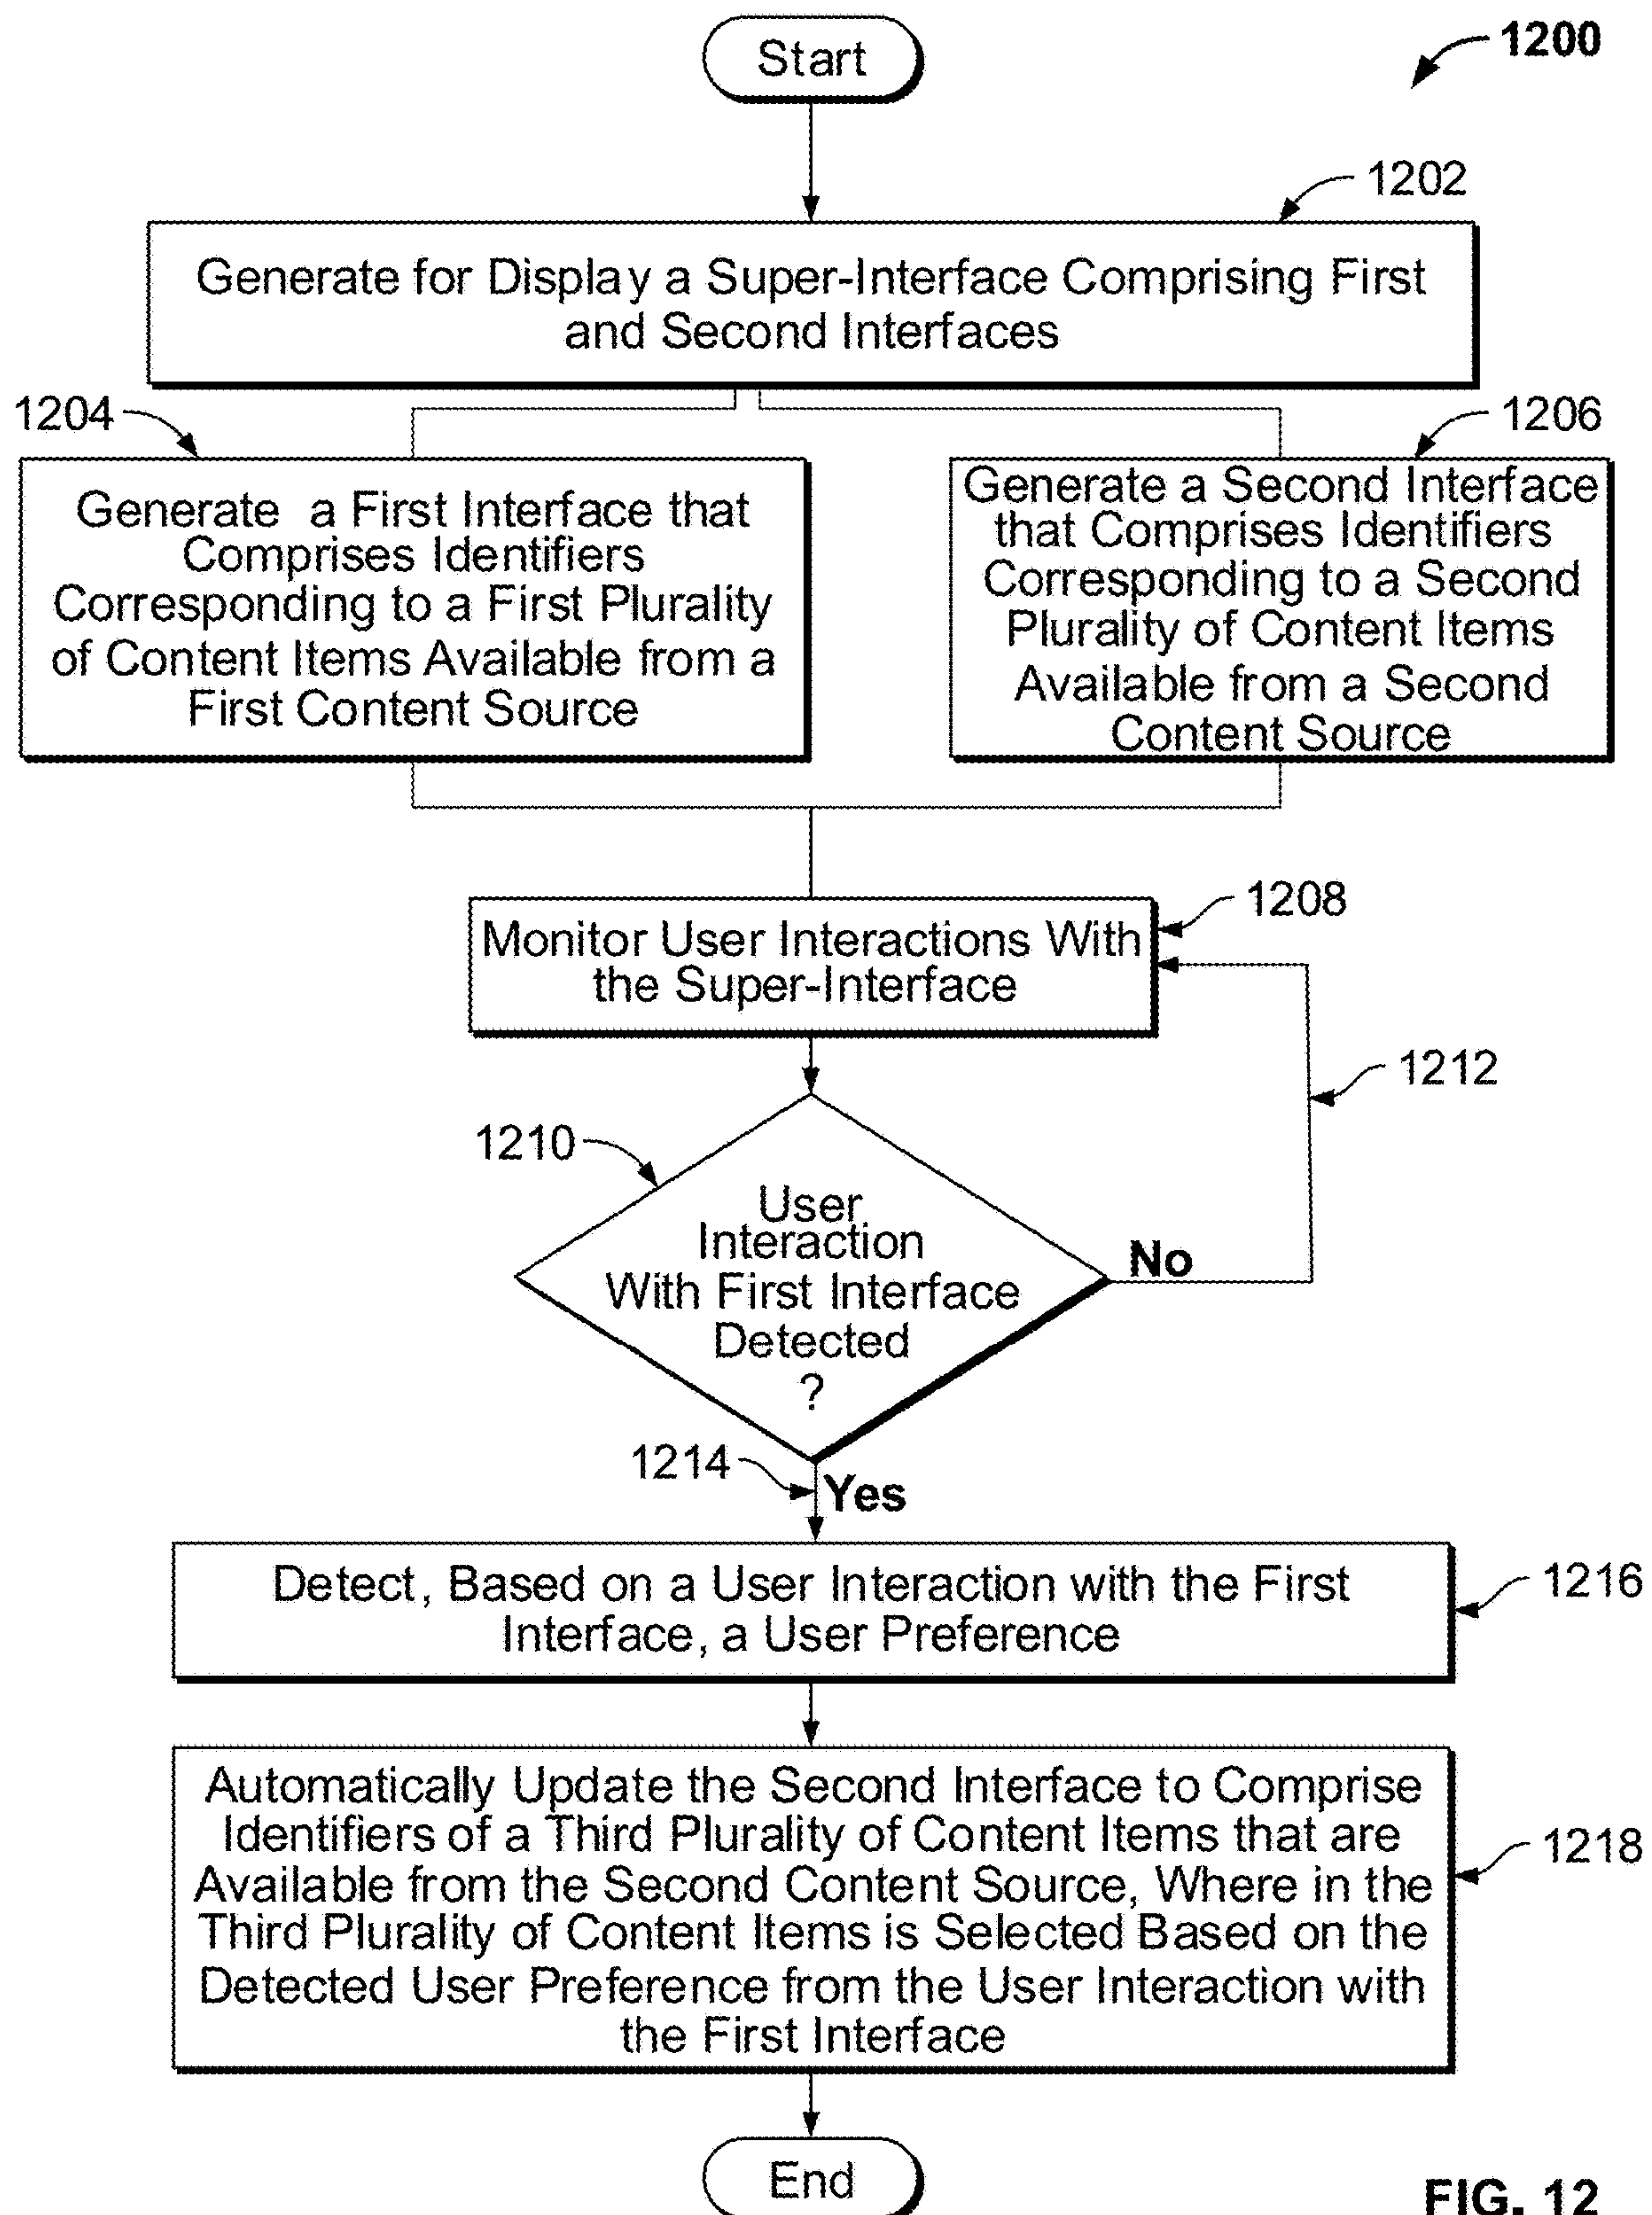 Start
1200
1202
Generate for Display a Super-Interface Comprising First
and Second Interfaces
1204
1206
Generate a First Interface that
Comprises Identifiers
Corresponding to a First Plurality
of Content Items Available from a
First Content Source
Generate a Second Interface
that Comprises Identifiers
Corresponding to a Second
Plurality of Content Items
Available from a Second
Content Source
1208
Monitor User Interactions With
the Super-Interface
1212
1210
User
Interaction
With First Interface
Detected
?
No
1214
Yes
Detect, Based on a User Interaction with the First
Interface, a User Preference
1216
Automatically Update the Second Interface to Comprise
Identifiers of a Third Plurality of Content Items that are
Available from the Second Content Source, Where in the
Third Plurality of Content Items is Selected Based on the
Detected User Preference from the User Interaction with
the First Interface
1218
End
FIG. 12